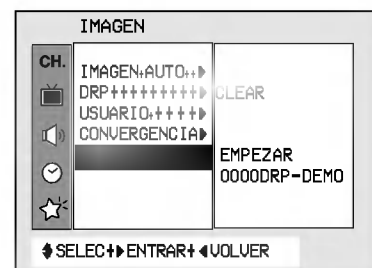 IMAGEN
CH.
IMAGEN+AUTO++▶
DRP+++++++++▶ CLEAR
USUARIO+++++▶
CONVERGENCIA▶
EMPEZAR
0000DRP-DEMO
♦SELEC+▶ENTRAR+◀VOLVER